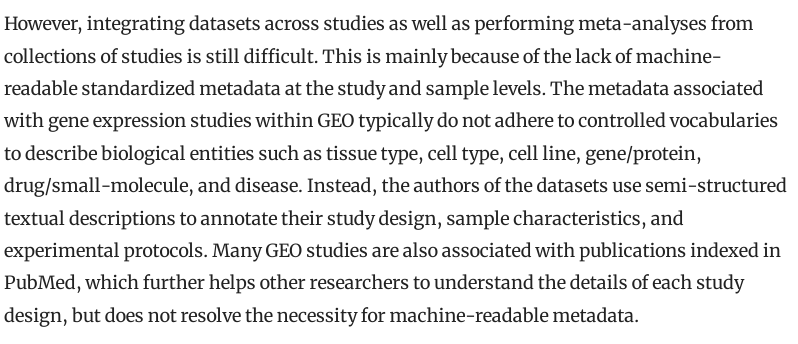 However, integrating datasets across studies as well as performing meta-analyses from
collections of studies is still difficult. This is mainly because of the lack of machine-
readable standardized metadata at the study and sample levels. The metadata associated
with gene expression studies within GEO typically do not adhere to controlled vocabularies
to describe biological entities such as tissue type, cell type, cell line, gene/protein,
drug/small-molecule, and disease. Instead, the authors of the datasets use semi-structured
textual descriptions to annotate their study design, sample characteristics, and
experimental protocols. Many GEO studies are also associated with publications indexed in
PubMed, which further helps other researchers to understand the details of each study
design, but does not resolve the necessity for machine-readable metadata.